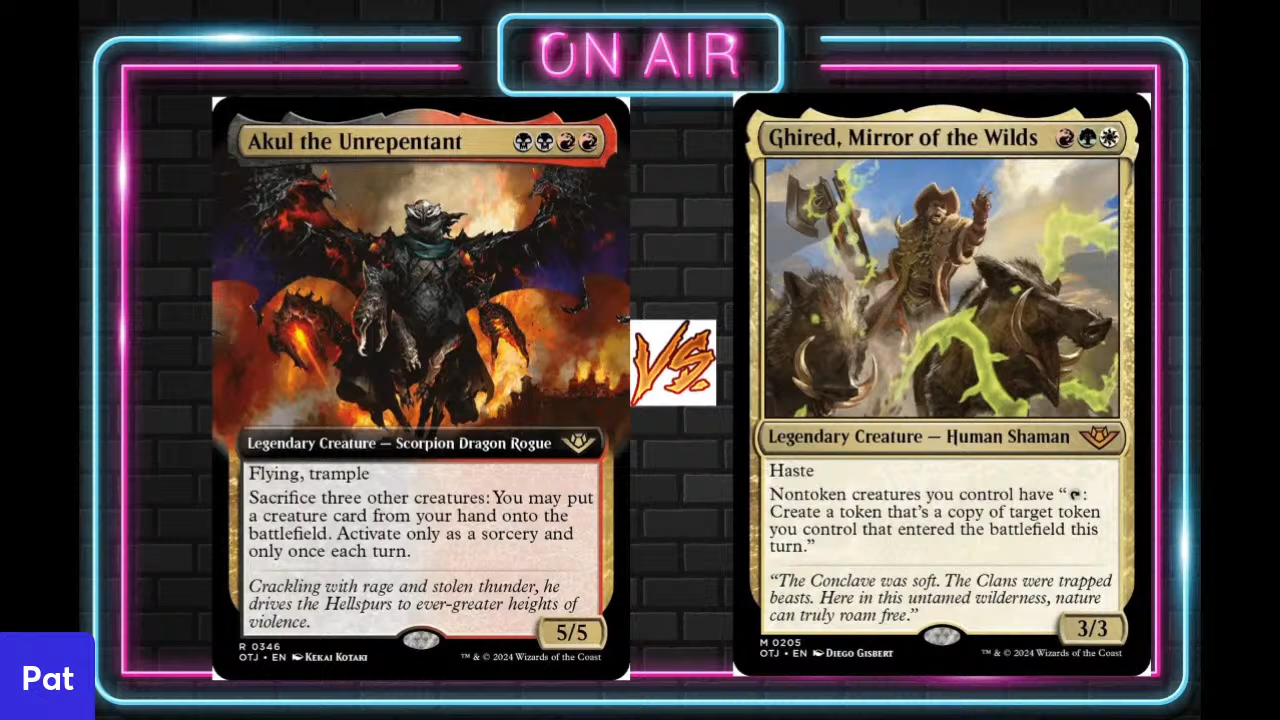 ON AIR
Akul the Unrepentant
Legendary Creature — Scorpion Dragon Rogue
Flying, trample
Sacrifice three other creatures: You may put
a creature card from your hand onto the
battlefield. Activate only as a sorcery and
only once each turn.
Crackling with rage and stolen thunder, he
drives the Hellspurs to ever-greater heights of
violence.
5/5
R 0346
OTJ • EN KEKAI KOTAKI
™ & © 2024 Wizards of the Coast
VS.
Ghired, Mirror of the Wilds
Legendary Creature — Human Shaman
Haste
Nontoken creatures you control have “:
Create a token that's a copy of target token
you control that entered the battlefield this
turn.”
“The Conclave was soft. The Clans were trapped
beasts. Here in this untamed wilderness, nature
can truly roam free.”
3/3
M 0205
OTJ • EN DIEGO GISBERT
™ & © 2024 Wizards of the Coast
Pat